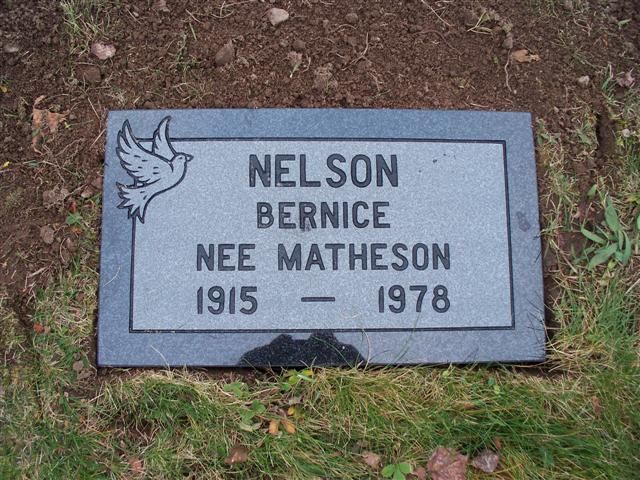 NELSON
BERNICE
NEE MATHESON
1915 — 1978